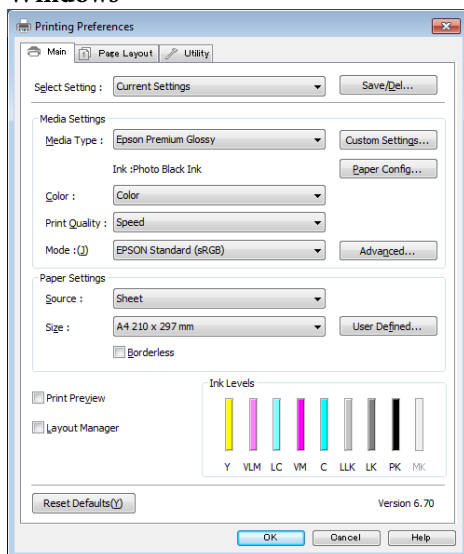 Windows
Printing Preferences
Main Page Layout Utility
Select Setting : Current Settings Save/Del...
Media Settings
Media Type : Epson Premium Glossy Custom Settings...
Ink :Photo Black Ink Paper Config...
Color : Color
Print Quality : Speed
Mode :(J) EPSON Standard (sRGB) Advanced...
Paper Settings
Source : Sheet
Size : A4 210 x 297 mm User Defined...
Borderless
Print Preview
Layout Manager
Ink Levels
Y VLM LC VM C LLK LK PK MK
Reset Defaults(Y) Version 6.70
OK Cancel Help